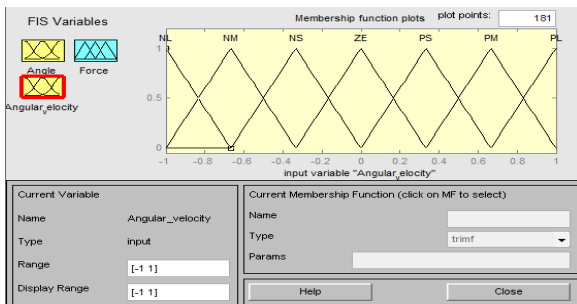 FIS Variables
Angle
Force
Angular_velocity
Membership function plots
plot points:
181
NL NM NS ZE PS PM PL
1
0.5
0
-1 -0.8 -0.6 -0.4 -0.2 0 0.2 0.4 0.6 0.8 1
input variable "Angular_velocity"
Current Variable
Name Angular_velocity
Type input
Range [-1 1]
Display Range [-1 1]
Current Membership Function (click on MF to select)
Name
Type trimf
Params
Help
Close